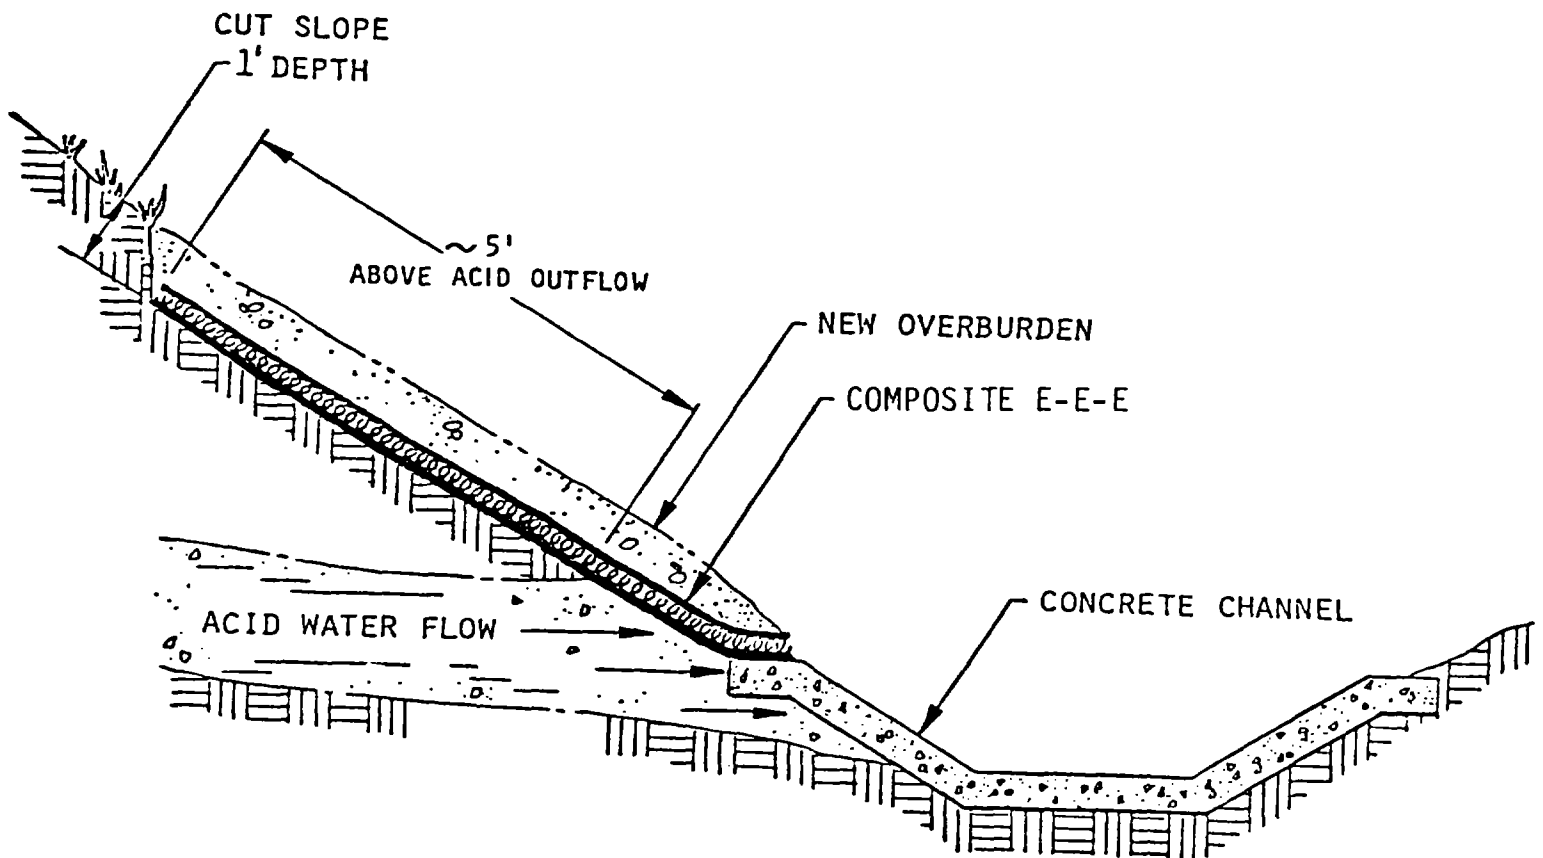 CUT SLOPE
1' DEPTH
~ 5'
ABOVE ACID OUTFLOW
NEW OVERBURDEN
COMPOSITE E-E-E
CONCRETE CHANNEL
ACID WATER FLOW